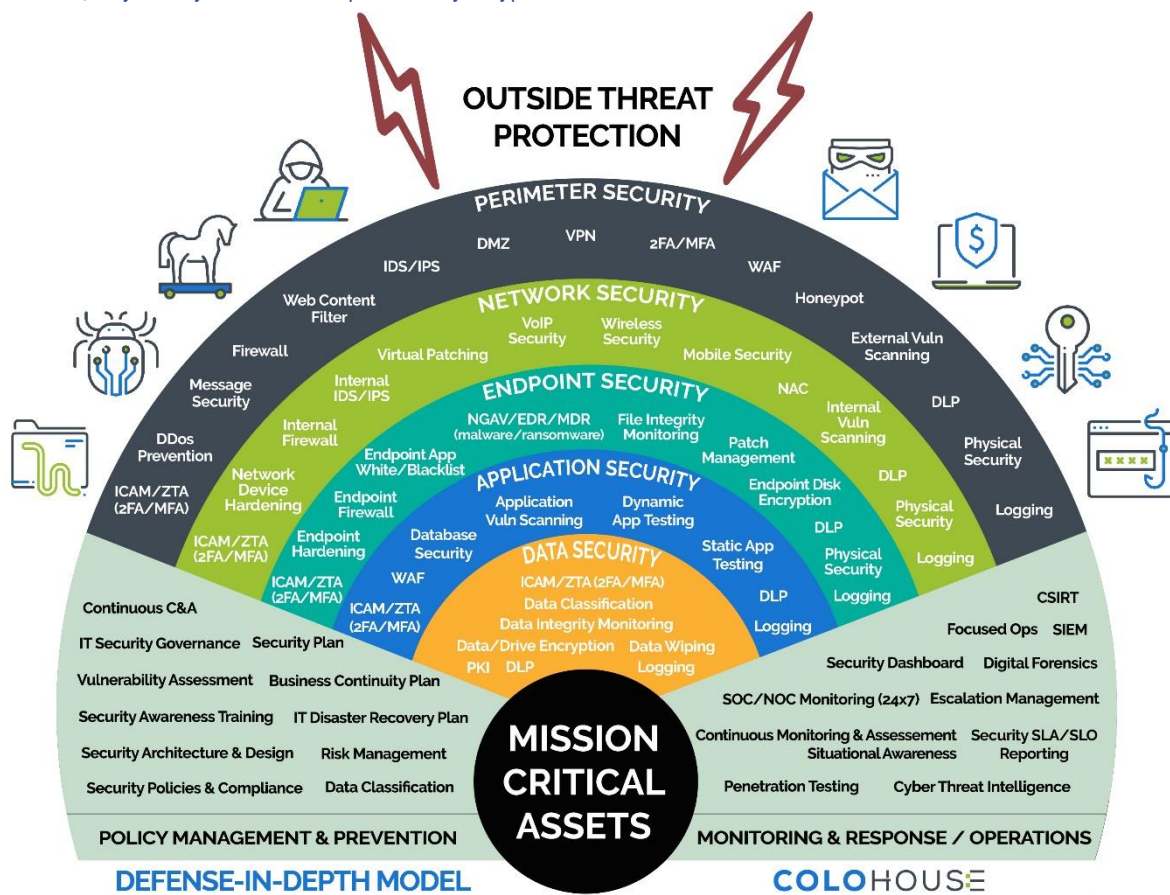 OUTSIDE THREAT
PROTECTION
PERIMETER SECURITY
ICAM/ZTA
(2FA/MFA)
DDos
Prevention
Message
Security
Firewall
Web Content
Filter
IDS/IPS
DMZ
VPN
2FA/MFA
WAF
Honeypot
External Vuln
Scanning
DLP
Physical
Security
Logging
NETWORK SECURITY
ICAM/ZTA
(2FA/MFA)
Network
Device
Hardening
Internal
Firewall
Internal
IDS/IPS
Virtual Patching
VoIP
Security
Wireless
Security
Mobile Security
NAC
Internal
Vuln
Scanning
DLP
Physical
Security
Logging
ENDPOINT SECURITY
ICAM/ZTA
(2FA/MFA)
Endpoint
Hardening
Endpoint
Firewall
Endpoint App
White/Blacklist
NGAV/EDR/MDR
(malware/ransomware)
File Integrity
Monitoring
Patch
Management
Endpoint Disk
Encryption
DLP
Physical
Security
Logging
APPLICATION SECURITY
ICAM/ZTA
(2FA/MFA)
WAF
Database
Security
Application
Vuln Scanning
Dynamic
App Testing
Static App
Testing
DLP
Logging
DATA SECURITY
ICAM/ZTA (2FA/MFA)
Data Classification
Data Integrity Monitoring
Data/Drive Encryption
Data Wiping
PKI
DLP
Logging
MISSION
CRITICAL
ASSETS
Continuous C&A
IT Security Governance
Security Plan
Vulnerability Assessment
Business Continuity Plan
Security Awareness Training
IT Disaster Recovery Plan
Security Architecture & Design
Risk Management
Security Policies & Compliance
Data Classification
POLICY MANAGEMENT & PREVENTION
CSIRT
Focused Ops
SIEM
Security Dashboard
Digital Forensics
SOC/NOC Monitoring (24x7)
Escalation Management
Continuous Monitoring & Assessement
Situational Awareness
Security SLA/SLO
Reporting
Penetration Testing
Cyber Threat Intelligence
MONITORING & RESPONSE / OPERATIONS
DEFENSE-IN-DEPTH MODEL
COLOHOUSE